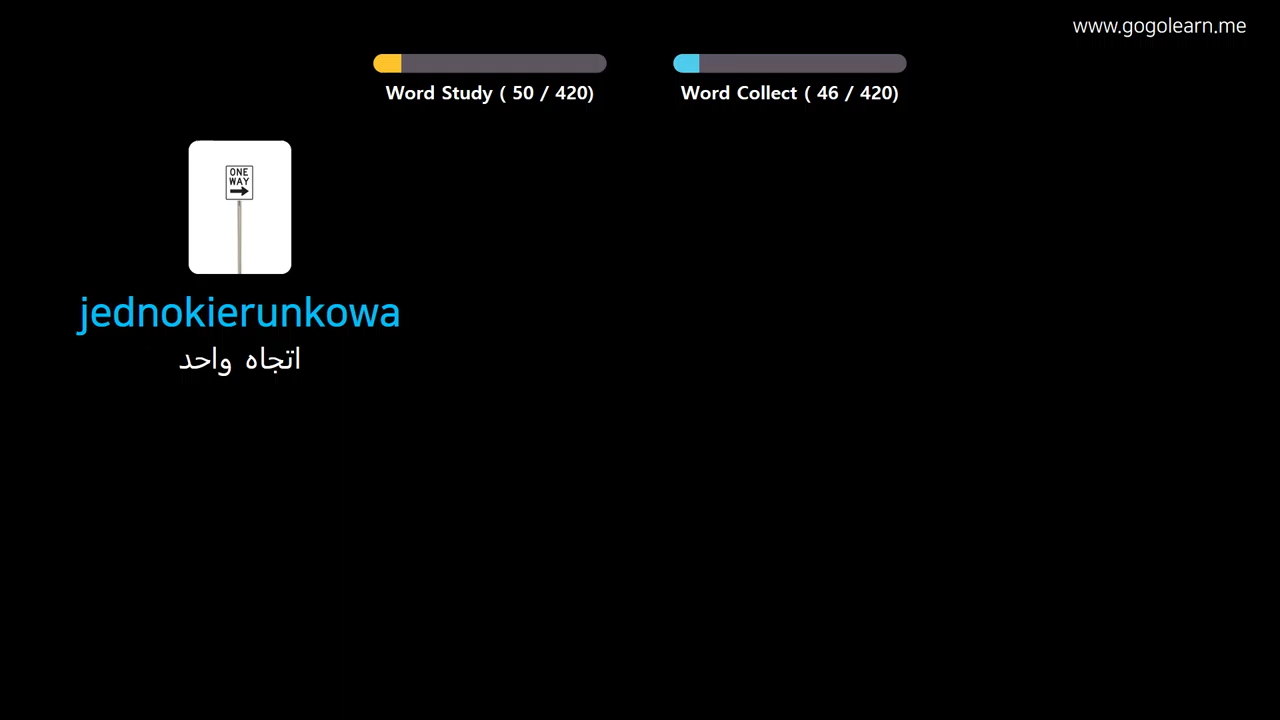 www.gogolearn.me
Word Study ( 50 / 420)
Word Collect ( 46 / 420)
ONE
WAY
jednokierunkowa
اتجاه واحد